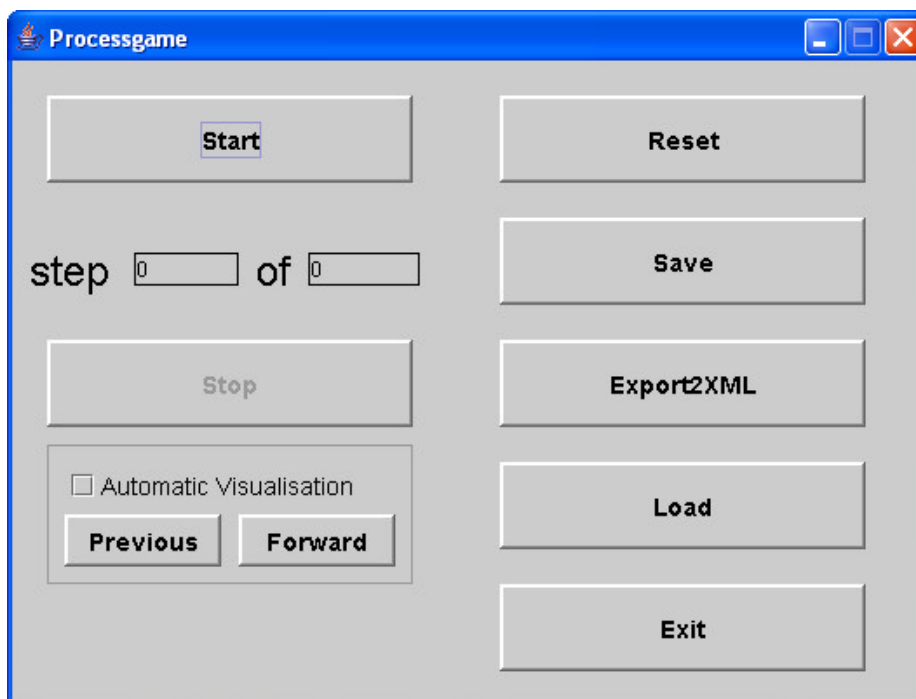 Processgame
Start
Reset
step 0 of 0
Save
Stop
Export2XML
Automatic Visualisation
Previous Forward
Load
Exit